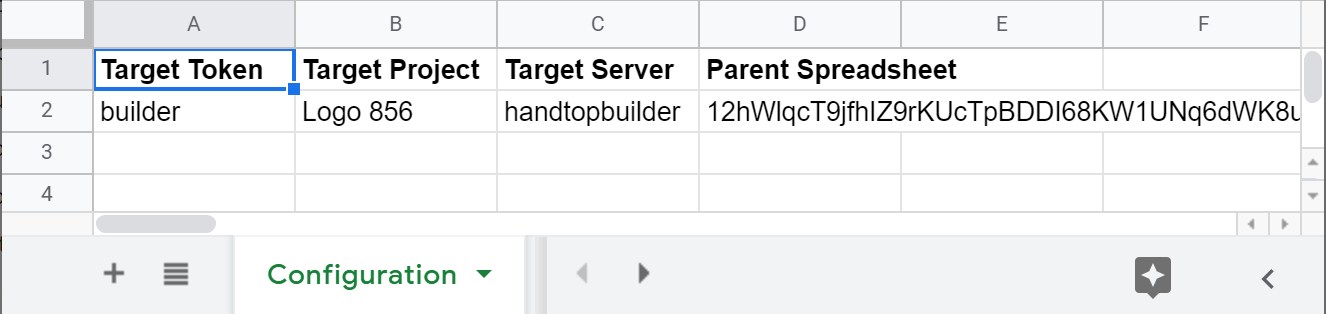 A B C D E F
1 Target Token Target Project Target Server Parent Spreadsheet
2 builder Logo 856 handtopbuilder 12hWlqcT9jfhIZ9rKUcTpBDDI68KW1UNq6dWK8u
3
4
Configuration